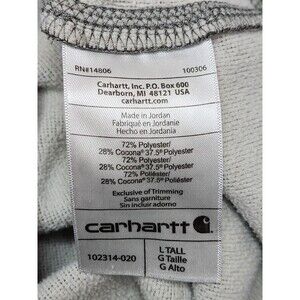 RN#14806 100306
Carhartt, Inc. P.O. Box 600
Dearborn, MI 48121 USA
carhartt.com
Made in Jordan
Fabriqué en Jordanie
Hecho en Jordania
72% Polyester/
28% Cocona® 37.5® Polyester
72% Polyester/
28% Cocona® 37.5® Polyester
72% Poliéster/
28% Cocona® 37.5® Poliéster
Exclusive of Trimming
Sans garniture
Sin incluir adorno
carhartt
102314-020
L TALL
G Taille
G Alto